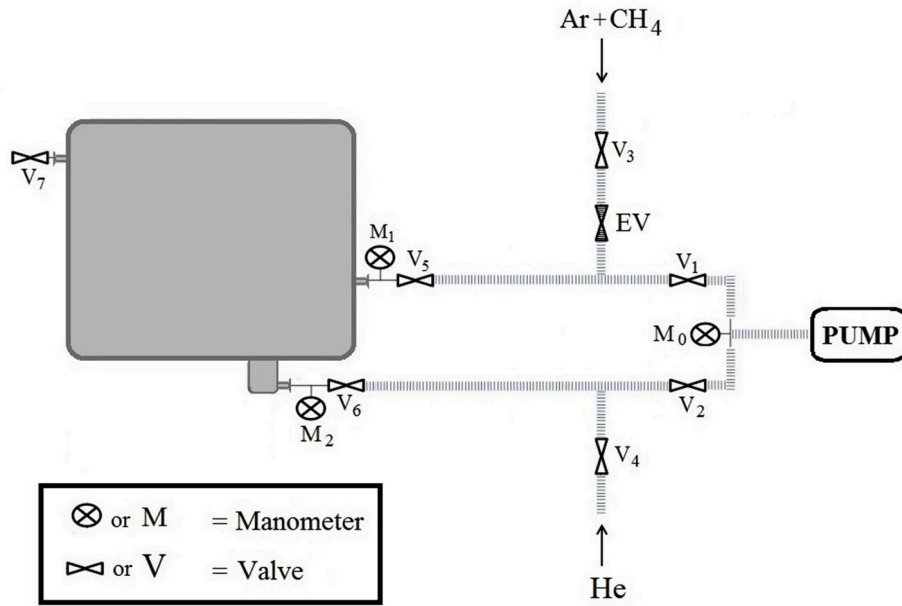 Ar + CH4
V3
V7
EV
M1
V5
V1
M0
PUMP
V6
V2
M2
V4
or M = Manometer
or V = Valve
He